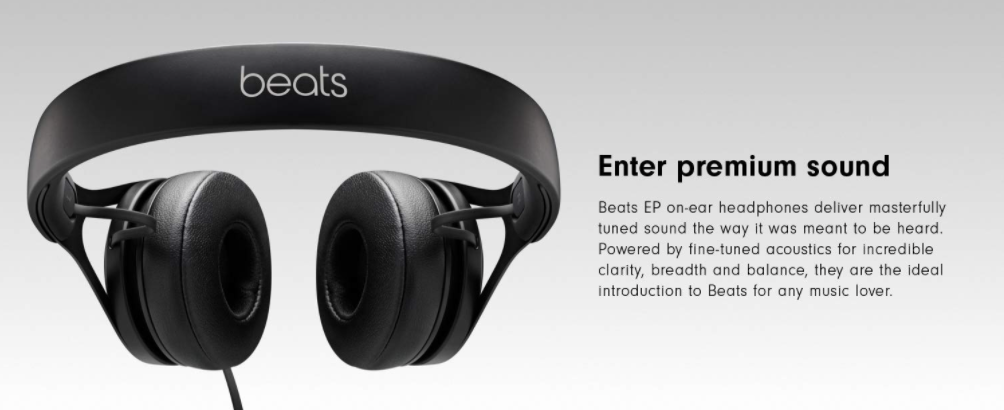 beats
Enter premium sound
Beats EP on-ear headphones deliver masterfully
tuned sound the way it was meant to be heard.
Powered by fine-tuned acoustics for incredible
clarity, breadth and balance, they are the ideal
introduction to Beats for any music lover.